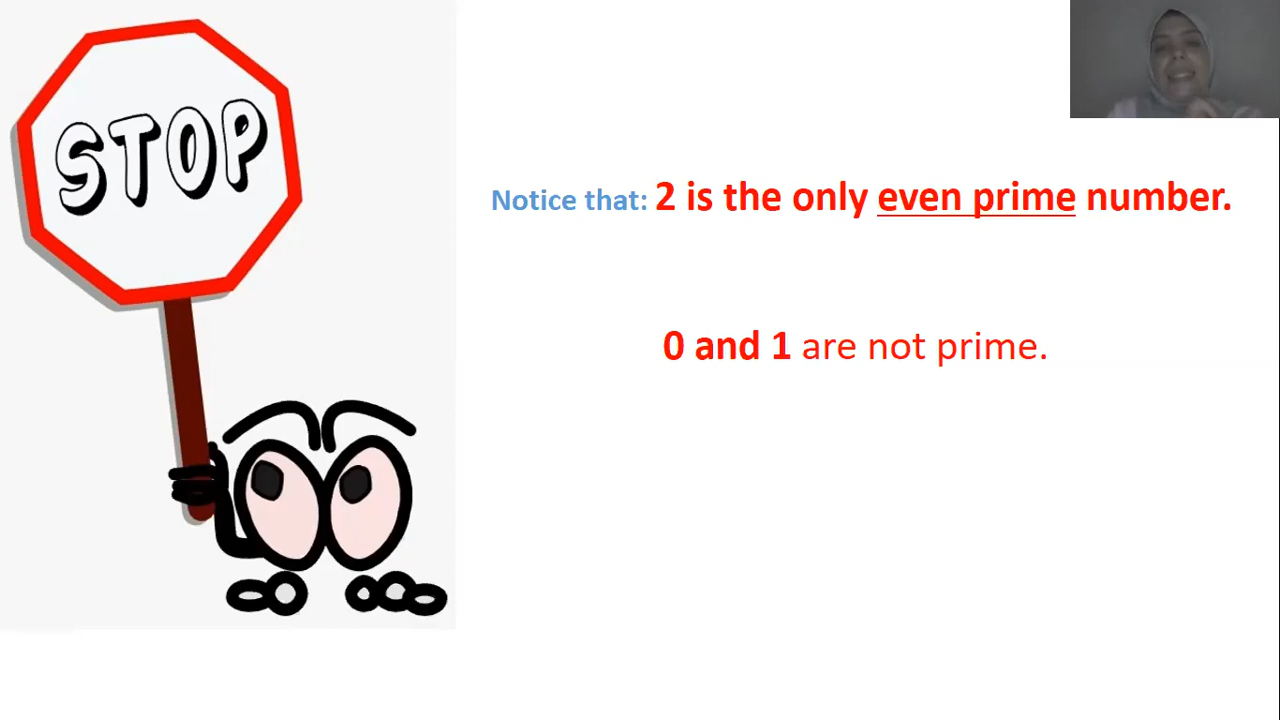 STOP
Notice that: 2 is the only even prime number.
0 and 1 are not prime.